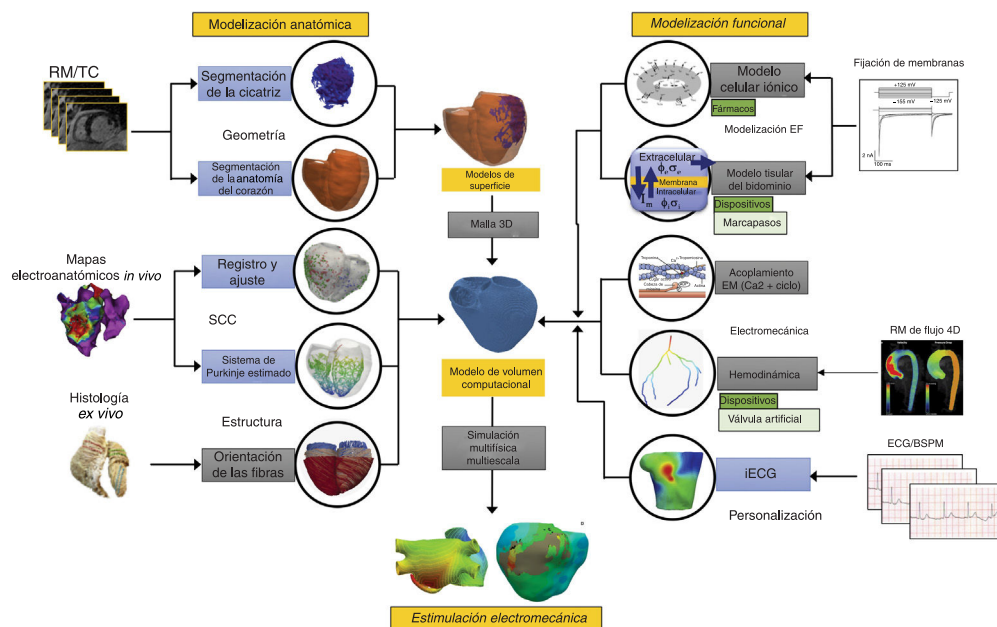 Modelización anatómica
RM/TC
Segmentación
de la cicatriz
Geometría
Segmentación
de la anatomía
del corazón
Mapas
electroanatómicos in vivo
Registro y
ajuste
SCC
Sistema de
Purkinje estimado
Histología
ex vivo
Estructura
Orientación
de las fibras
Modelos de
superficie
Malla 3D
Modelo de volumen
computacional
Simulación
multifísica
multiescala
Estimulación electromecánica
Modelización funcional
Modelo
celular iónico
Fármacos
Modelización EF
Fijación de membranas
+125 mV
−155 mV
−125 mV
2 nA
100 ms
Extracelular
ϕeσe
Membrana
Intracelular
Im
ϕiσi
Modelo tisular
del bidominio
Dispositivos
Marcapasos
Acoplamiento
EM (Ca2 + ciclo)
Electromecánica
Hemodinámica
Dispositivos
Válvula artificial
RM de flujo 4D
iECG
Personalización
ECG/BSPM